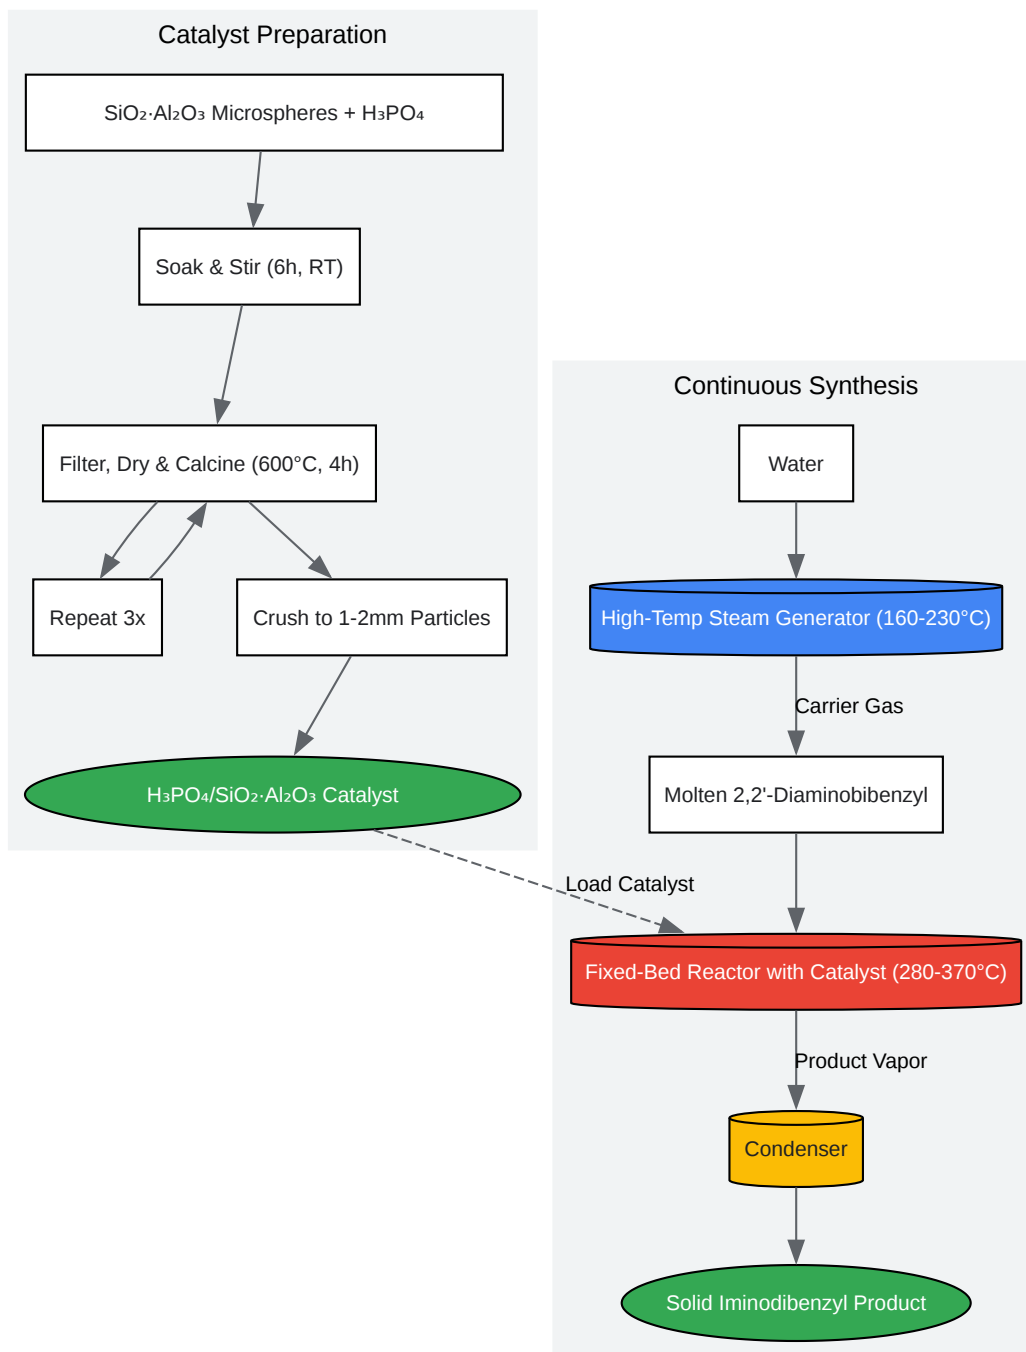 Catalyst Preparation
SiO₂·Al₂O₃ Microspheres + H₃PO₄
Soak & Stir (6h, RT)
Filter, Dry & Calcine (600°C, 4h)
Repeat 3x
Crush to 1-2mm Particles
H₃PO₄/SiO₂·Al₂O₃ Catalyst
Load Catalyst
Continuous Synthesis
Water
High-Temp Steam Generator (160-230°C)
Carrier Gas
Molten 2,2'-Diaminobibenzyl
Fixed-Bed Reactor with Catalyst (280-370°C)
Product Vapor
Condenser
Solid Iminodibenzyl Product